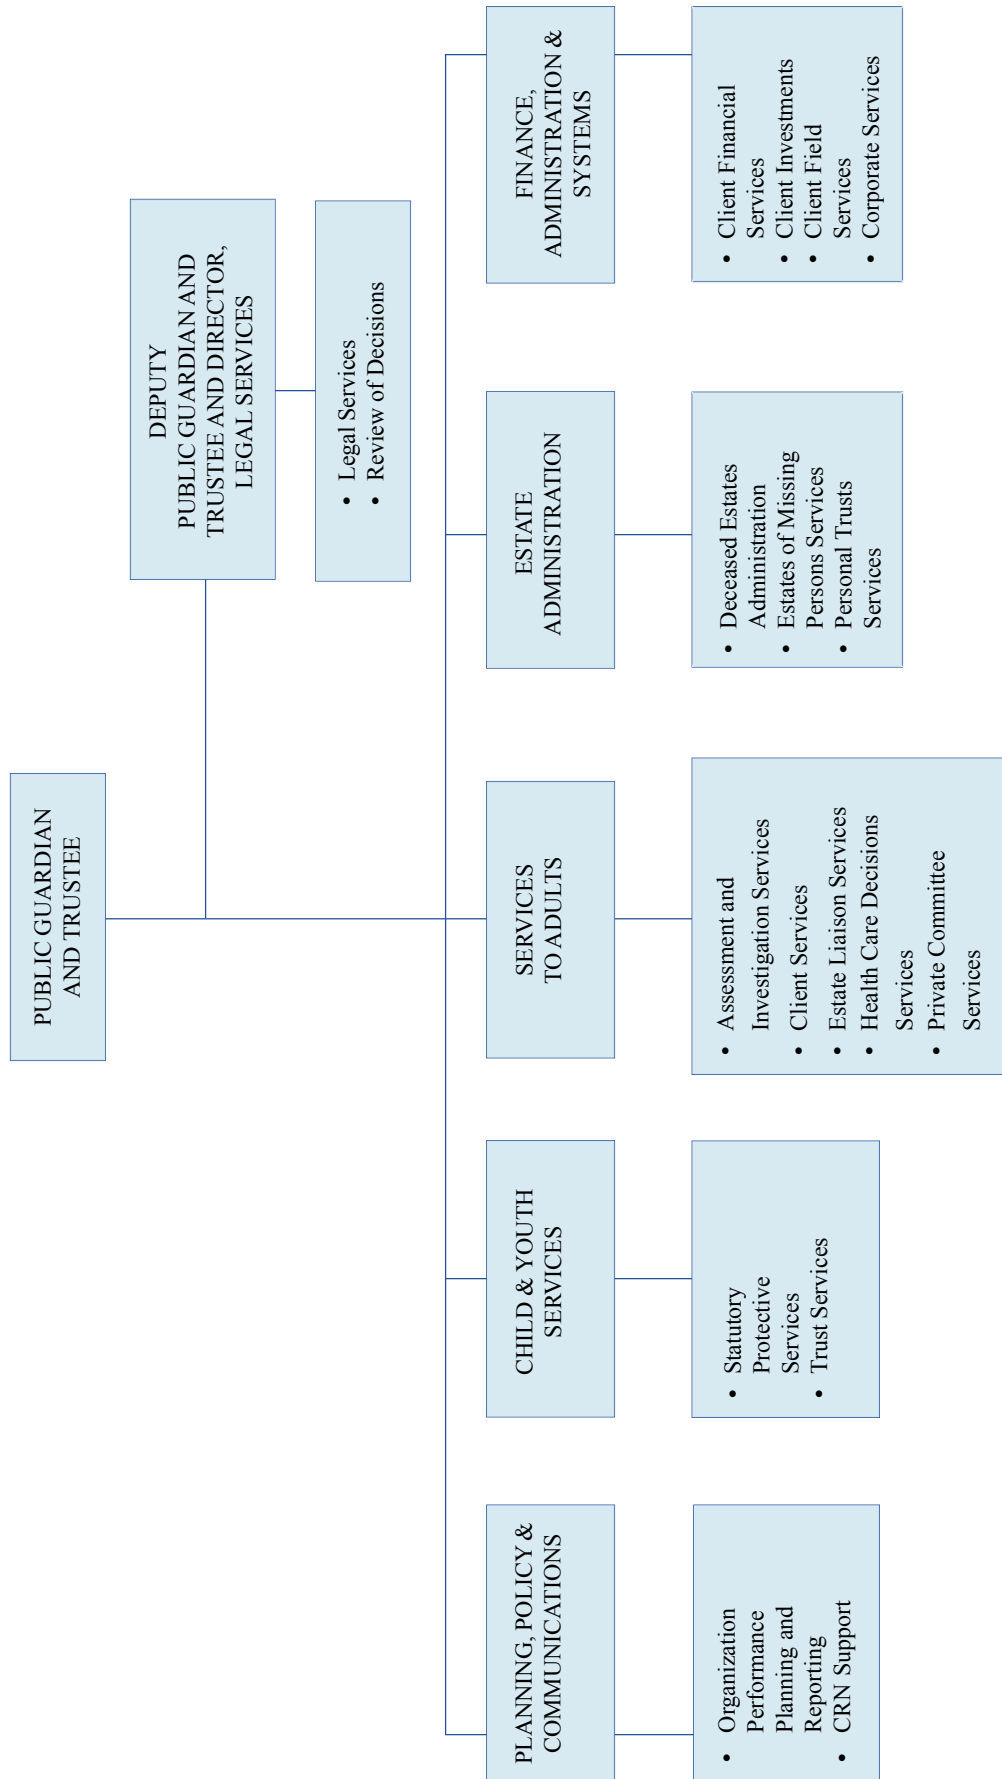 PUBLIC GUARDIAN
AND TRUSTEE
DEPUTY
PUBLIC GUARDIAN AND
TRUSTEE AND DIRECTOR,
LEGAL SERVICES
• Legal Services
• Review of Decisions
PLANNING, POLICY &
COMMUNICATIONS
• Organization
Performance
Planning and
Reporting
• CRN Support
CHILD & YOUTH
SERVICES
• Statutory
Protective
Services
• Trust Services
SERVICES
TO ADULTS
• Assessment and
Investigation Services
• Client Services
• Estate Liaison Services
• Health Care Decisions
Services
• Private Committee
Services
ESTATE
ADMINISTRATION
• Deceased Estates
Administration
• Estates of Missing
Persons Services
• Personal Trusts
Services
FINANCE,
ADMINISTRATION &
SYSTEMS
• Client Financial
Services
• Client Investments
• Client Field
Services
• Corporate Services